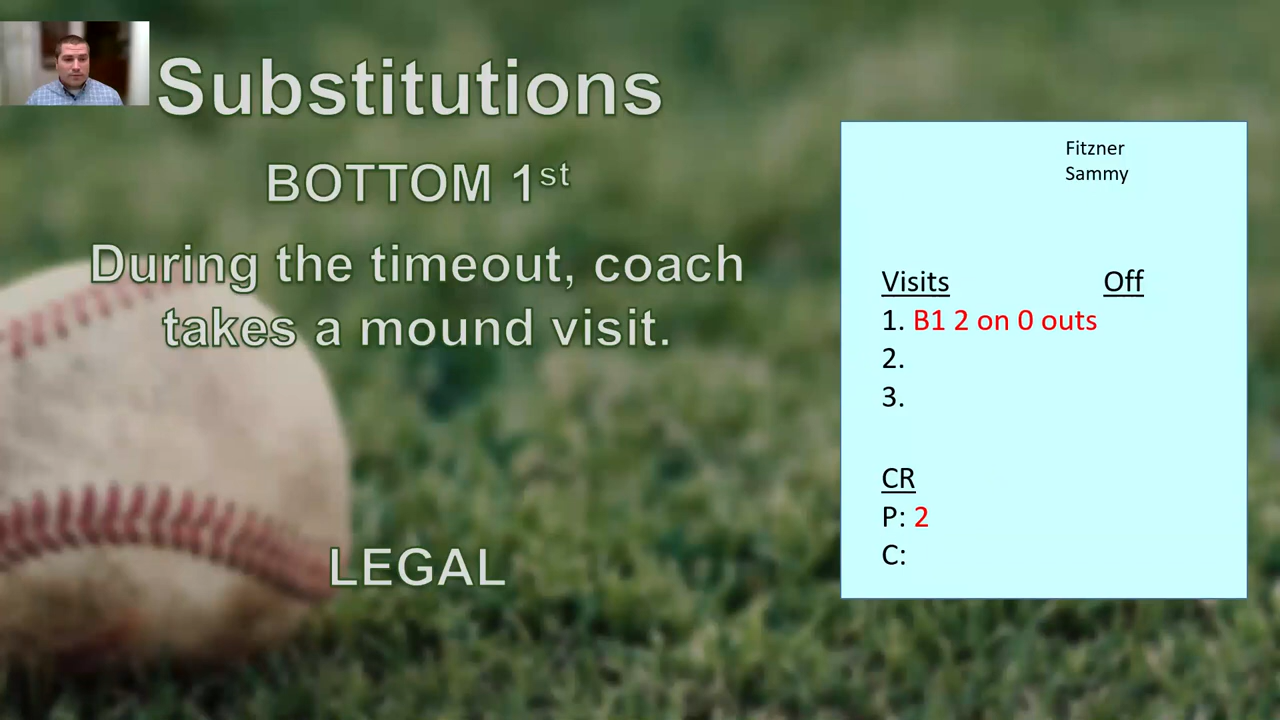 Substitutions
BOTTOM 1st
During the timeout, coach
takes a mound visit.
LEGAL
Fitzner
Sammy
Visits Off
1. B1 2 on 0 outs
2.
3.
CR
P: 2
C: